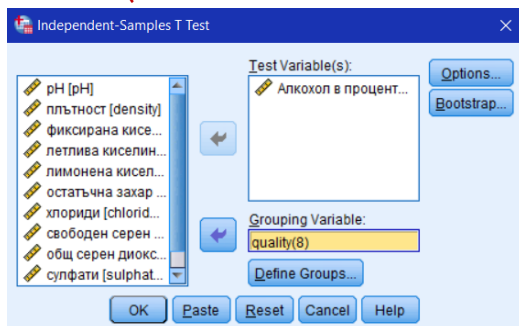 Independent-Samples T Test
pH [pH]
плътност [density]
фиксирана кисе...
летлива киселин...
лимонена кисел...
остатъчна захар ...
хлориди [chlorid...
свободен серен ...
общ серен диокс...
сулфати [sulphat...
Test Variable(s):
Алкохол в процент...
Grouping Variable:
quality(8)
Define Groups...
Options...
Bootstrap...
OK
Paste
Reset
Cancel
Help